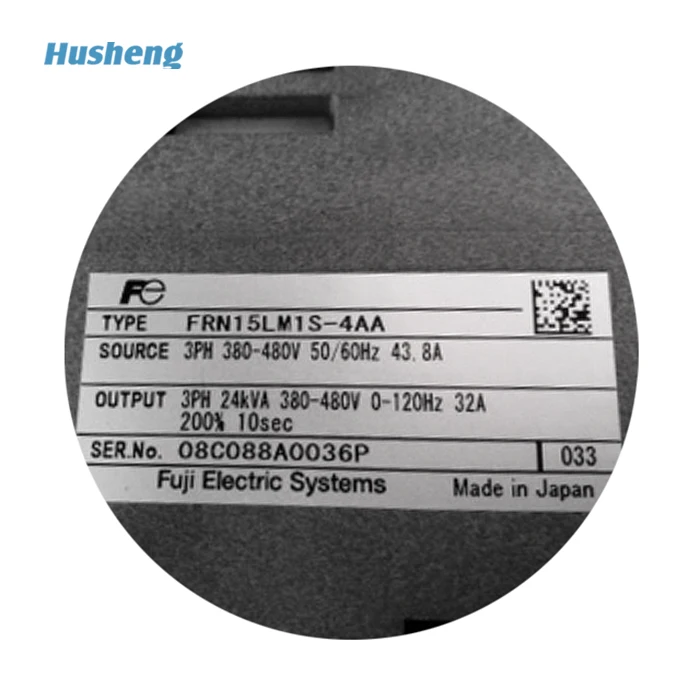 Husheng
Fe
TYPE FRN15LM1S-4AA
SOURCE 3PH 380-480V 50/60Hz 43.8A
OUTPUT 3PH 24kVA 380-480V 0-120Hz 32A
200% 10sec
SER.No. 08C088A0036P 033
Fuji Electric Systems Made in Japan